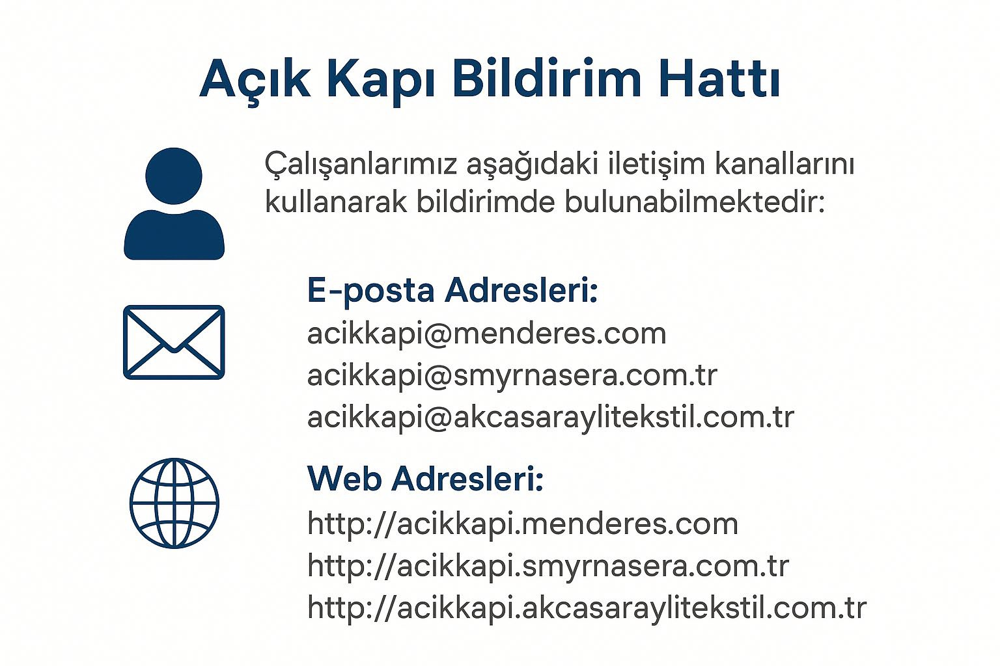 Açık Kapı Bildirim Hattı
Çalışanlarımız aşağıdaki iletişim kanallarını
kullanarak bildirimde bulunabilmektedir:
E-posta Adresleri:
acikkapi@menderes.com
acikkapi@smyrnasera.com.tr
acikkapi@akcasaraylitekstil.com.tr
Web Adresleri:
http://acikkapi.menderes.com
http://acikkapi.smyrnasera.com.tr
http://acikkapi.akcasaraylitekstil.com.tr